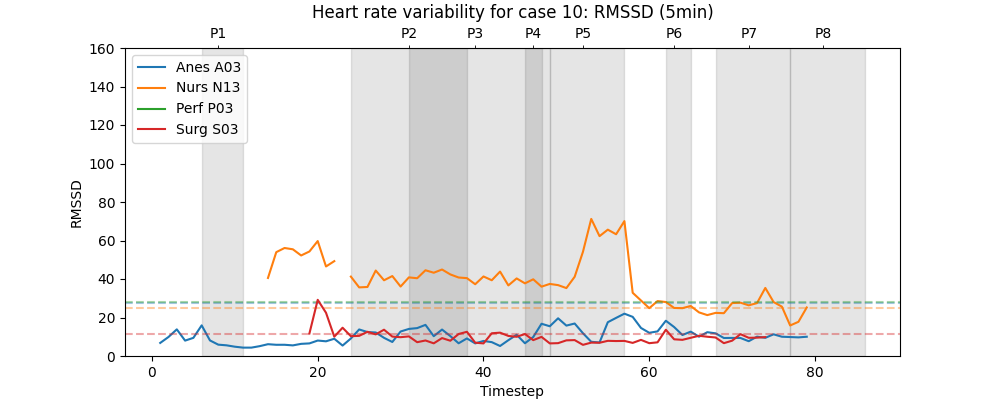 Heart rate variability for case 10: RMSSD (5min)
P1 P2 P3 P4 P5 P6 P7 P8
160
140
120
100
80
60
40
20
0
RMSSD
Anes A03
Nurs N13
Perf P03
Surg S03
0 20 40 60 80
Timestep